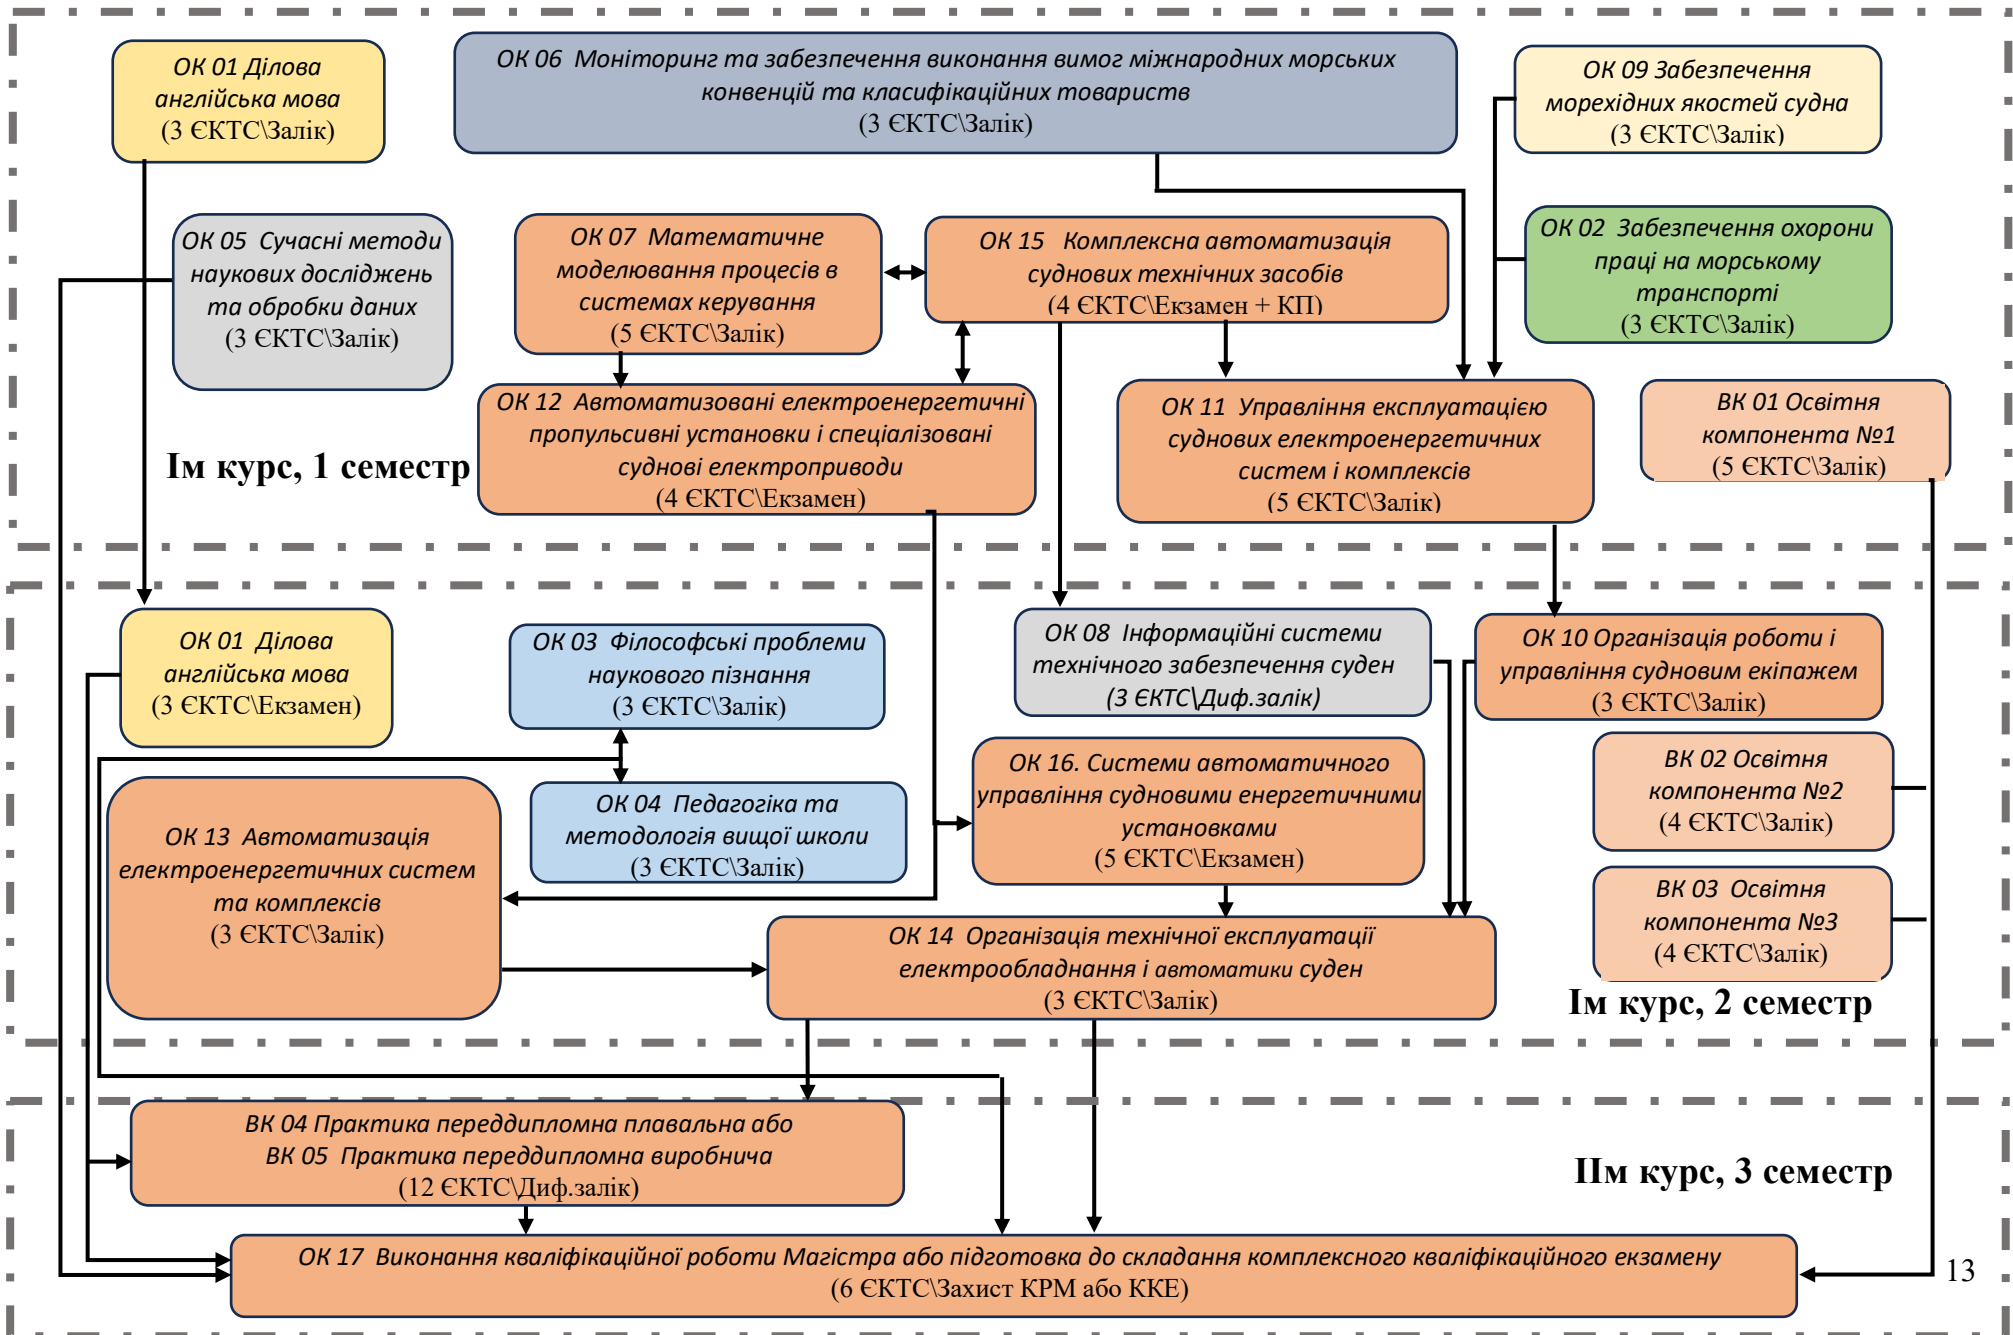 ОК 01 Ділова
англійська мова
(3 ЄКТС\Залік)
ОК 06 Моніторинг та забезпечення виконання вимог міжнародних морських
конвенцій та класифікаційних товариств
(3 ЄКТС\Залік)
ОК 09 Забезпечення
морехідних якостей судна
(3 ЄКТС\Залік)
ОК 05 Сучасні методи
наукових досліджень
та обробки даних
(3 ЄКТС\Залік)
ОК 07 Математичне
моделювання процесів в
системах керування
(5 ЄКТС\Залік)
ОК 15 Комплексна автоматизація
суднових технічних засобів
(4 ЄКТС\Екзамен + КП)
ОК 02 Забезпечення охорони
праці на морському
транспорті
(3 ЄКТС\Залік)
ОК 12 Автоматизовані електроенергетичні
пропульсивні установки і спеціалізовані
суднові електроприводи
(4 ЄКТС\Екзамен)
ОК 11 Управління експлуатацією
суднових електроенергетичних
систем і комплексів
(5 ЄКТС\Залік)
ВК 01 Освітня
компонента №1
(5 ЄКТС\Залік)
Ім курс, 1 семестр
ОК 01 Ділова
англійська мова
(3 ЄКТС\Екзамен)
ОК 03 Філософські проблеми
наукового пізнання
(3 ЄКТС\Залік)
ОК 08 Інформаційні системи
технічного забезпечення суден
(3 ЄКТС\Диф.залік)
ОК 10 Організація роботи і
управління судновим екіпажем
(3 ЄКТС\Залік)
ОК 13 Автоматизація
електроенергетичних систем
та комплексів
(3 ЄКТС\Залік)
ОК 04 Педагогіка та
методологія вищої школи
(3 ЄКТС\Залік)
ОК 16. Системи автоматичного
управління судновими енергетичними
установками
(5 ЄКТС\Екзамен)
ВК 02 Освітня
компонента №2
(4 ЄКТС\Залік)
ВК 03 Освітня
компонента №3
(4 ЄКТС\Залік)
ОК 14 Організація технічної експлуатації
електрообладнання і автоматики суден
(3 ЄКТС\Залік)
Ім курс, 2 семестр
ВК 04 Практика переддипломна плавальна або
ВК 05 Практика переддипломна виробнича
(12 ЄКТС\Диф.залік)
ІІм курс, 3 семестр
ОК 17 Виконання кваліфікаційної роботи Магістра або підготовка до складання комплексного кваліфікаційного екзамену
(6 ЄКТС\Захист КРМ або ККЕ)
13